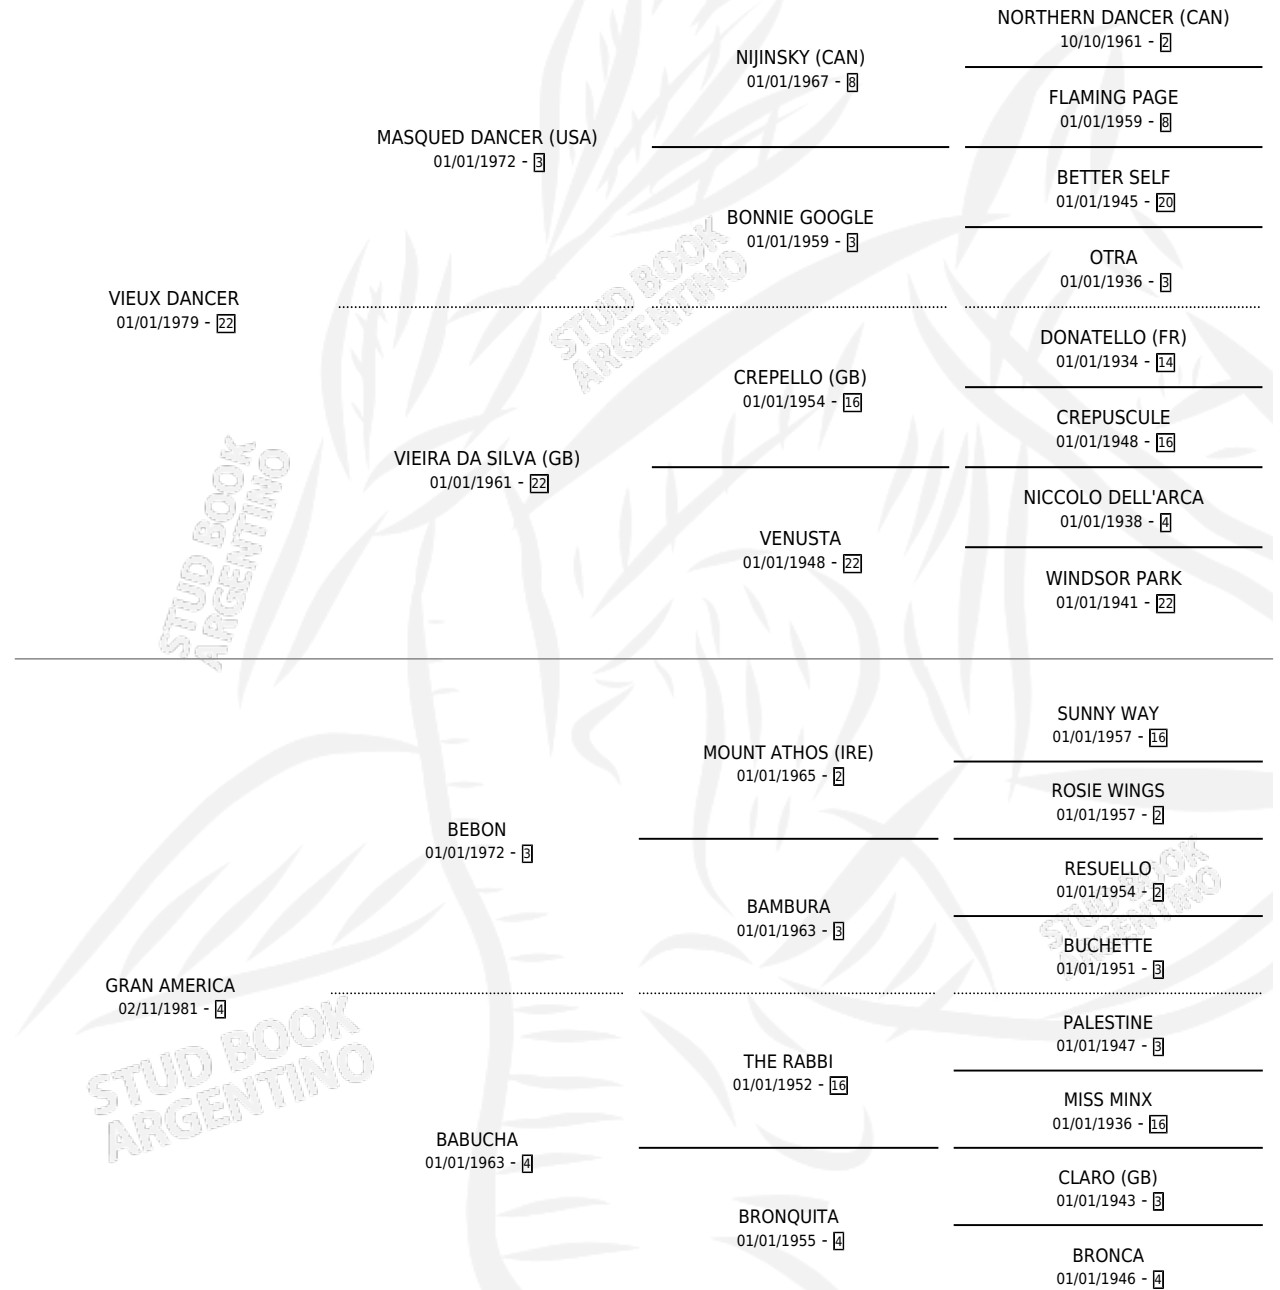 NORTHERN DANCER (CAN)
10/10/1961 - 2
NIJINSKY (CAN)
01/01/1967 - 8
FLAMING PAGE
01/01/1959 - 8
MASQUED DANCER (USA)
01/01/1972 - 3
BETTER SELF
01/01/1945 - 20
BONNIE GOOGLE
01/01/1959 - 3
OTRA
01/01/1936 - 3
VIEUX DANCER
01/01/1979 - 22
DONATELLO (FR)
01/01/1934 - 14
CREPELLO (GB)
01/01/1954 - 16
CREPUSCULE
01/01/1948 - 16
VIEIRA DA SILVA (GB)
01/01/1961 - 22
NICCOLO DELL'ARCA
01/01/1938 - 4
VENUSTA
01/01/1948 - 22
WINDSOR PARK
01/01/1941 - 22
STUD BOOK
ARGENTINO
STUD BOOK
ARGENTINO
SUNNY WAY
01/01/1957 - 16
MOUNT ATHOS (IRE)
01/01/1965 - 2
ROSIE WINGS
01/01/1957 - 2
BEBON
01/01/1972 - 3
RESUELLO
01/01/1954 - 2
BAMBURA
01/01/1963 - 3
BUCHETTE
01/01/1951 - 3
STUD BOOK
ARGENTINO
GRAN AMERICA
02/11/1981 - 4
PALESTINE
01/01/1947 - 3
THE RABBI
01/01/1952 - 16
MISS MINX
01/01/1936 - 16
STUD BOOK
ARGENTINO
BABUCHA
01/01/1963 - 4
CLARO (GB)
01/01/1943 - 3
BRONQUITA
01/01/1955 - 4
BRONCA
01/01/1946 - 4